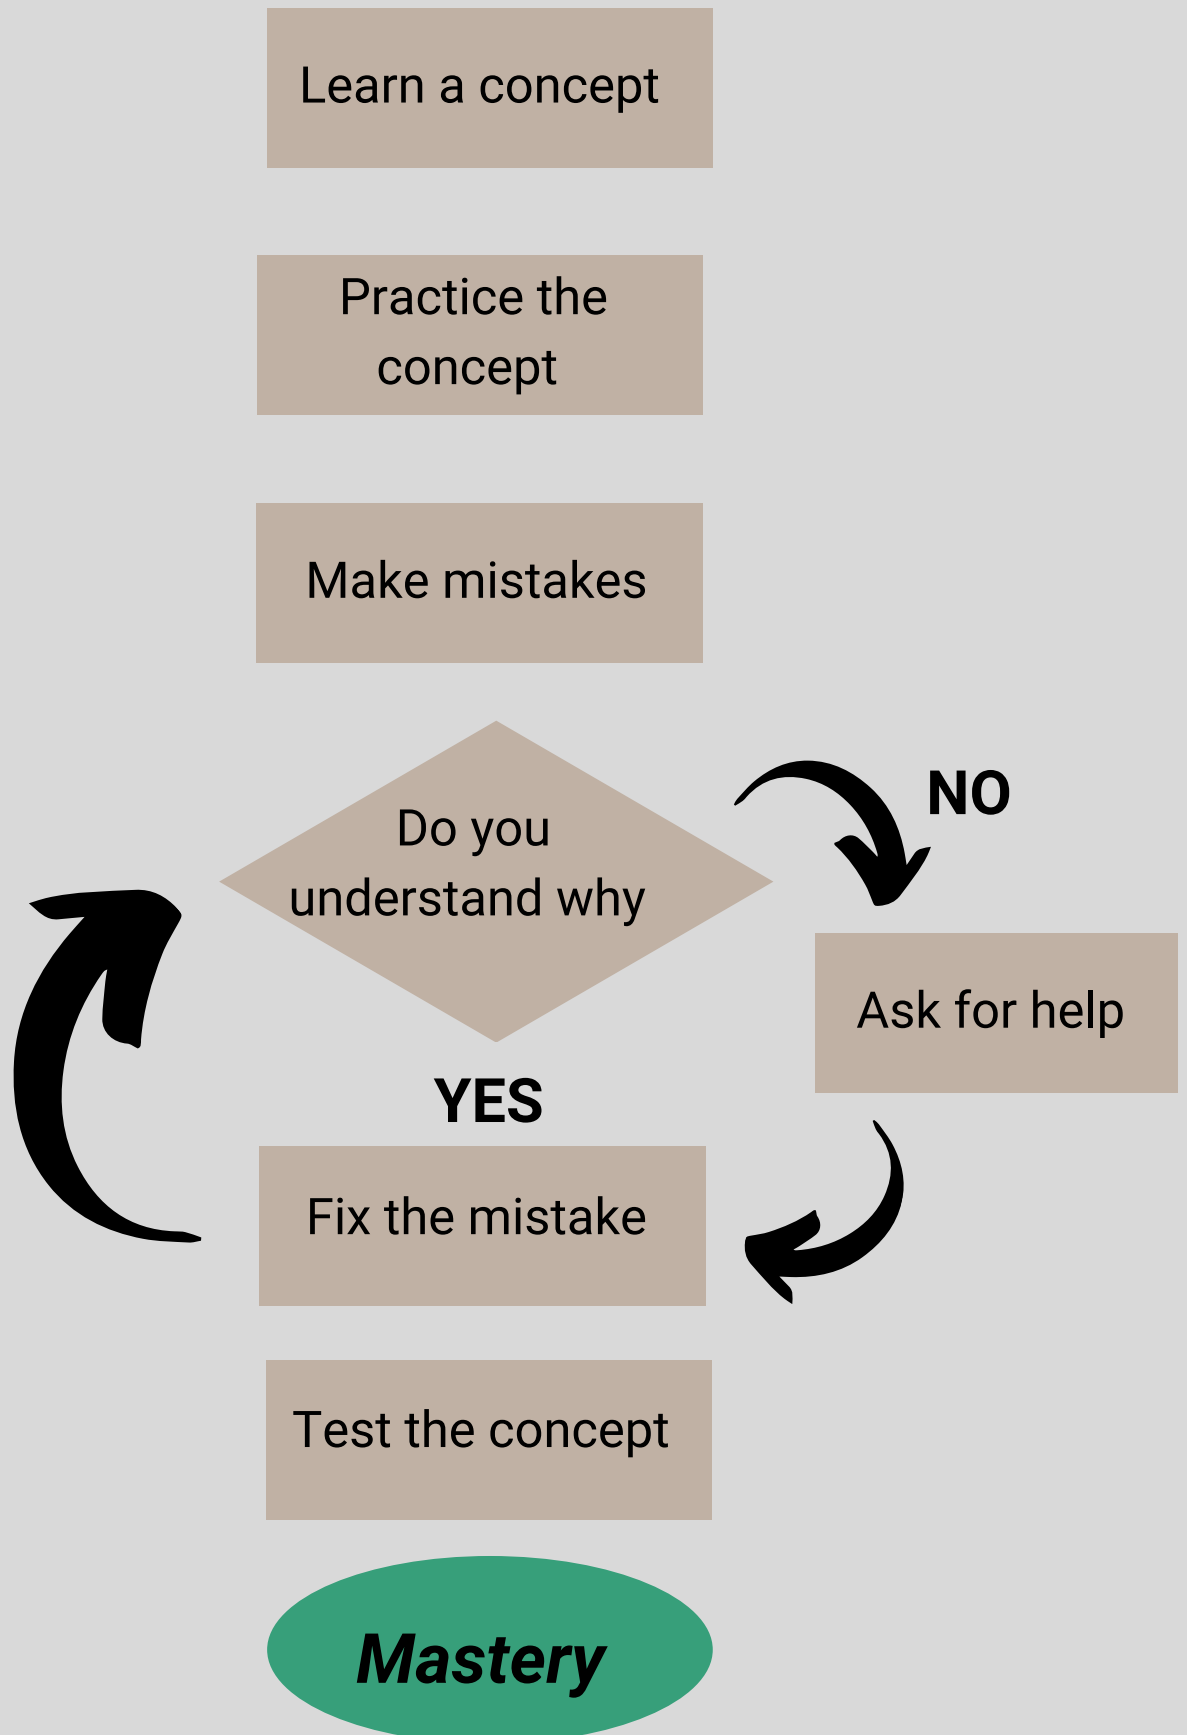 Learn a concept
Practice the
concept
Make mistakes
Do you
understand why
NO
Ask for help
YES
Fix the mistake
Test the concept
Mastery